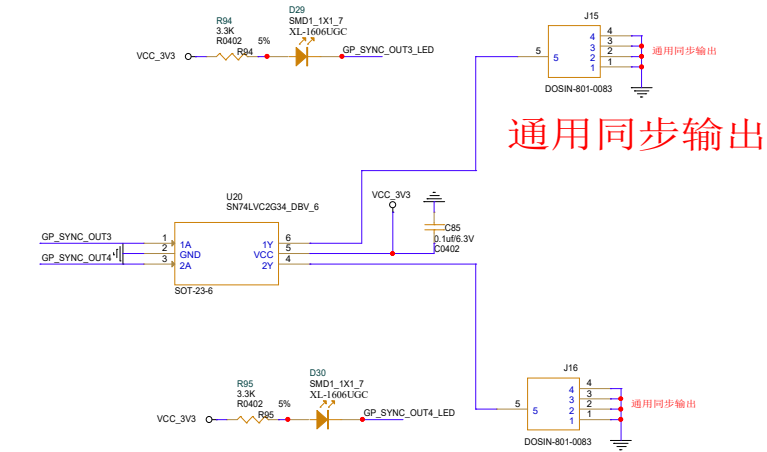 D29
SMD1_1X1_7
XL-1606UGC
R94
3.3K
R0402
5%
R94
VCC_3V3
GP_SYNC_OUT3_LED
J15
5
5
4
3
2
1
4
3
2
1
通用同步输出
DOSIN-801-0083
通用同步输出
U20
SN74LVC2G34_DBV_6
VCC_3V3
C85
0.1uf/6.3V
C0402
GP_SYNC_OUT3
GP_SYNC_OUT4
1
2
3
1A
GND
2A
1Y
VCC
2Y
6
5
4
SOT-23-6
D30
SMD1_1X1_7
XL-1606UGC
R95
3.3K
R0402
5%
R95
VCC_3V3
GP_SYNC_OUT4_LED
J16
5
5
4
3
2
1
4
3
2
1
通用同步输出
DOSIN-801-0083